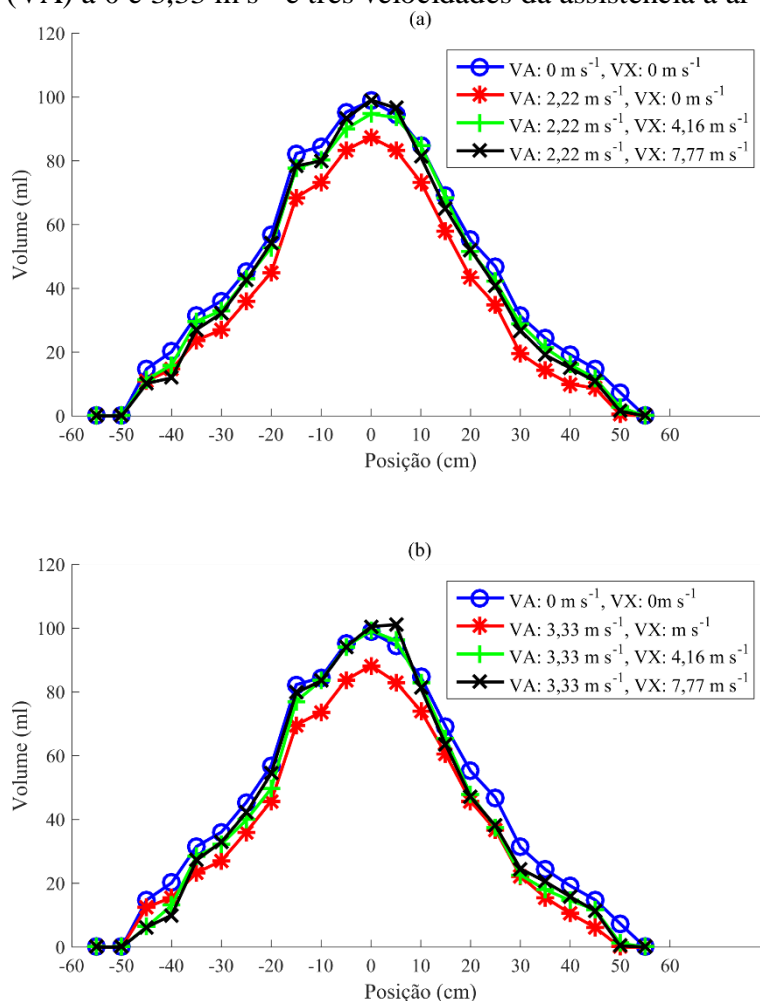 (VA) a 0 e 3,33 m s⁻¹ e três velocidades da assistência a ar
(a)
120
100
80
60
40
20
0
Volume (ml)
VA: 0 m s⁻¹, VX: 0 m s⁻¹
VA: 2,22 m s⁻¹, VX: 0 m s⁻¹
VA: 2,22 m s⁻¹, VX: 4,16 m s⁻¹
VA: 2,22 m s⁻¹, VX: 7,77 m s⁻¹
-60 -50 -40 -30 -20 -10 0 10 20 30 40 50 60
Posição (cm)
(b)
120
100
80
60
40
20
0
Volume (ml)
VA: 0 m s⁻¹, VX: 0m s⁻¹
VA: 3,33 m s⁻¹, VX: m s⁻¹
VA: 3,33 m s⁻¹, VX: 4,16 m s⁻¹
VA: 3,33 m s⁻¹, VX: 7,77 m s⁻¹
-60 -50 -40 -30 -20 -10 0 10 20 30 40 50 60
Posição (cm)